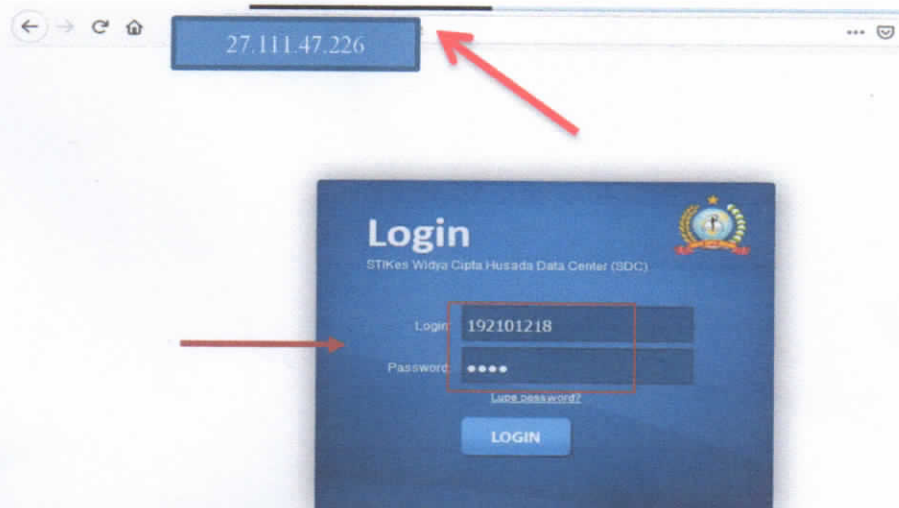 27.111.47.226
Login
STIKes Widya Cipta Husada Data Center (SDC)
Login
192101218
Password
••••
Lupa password?
LOGIN